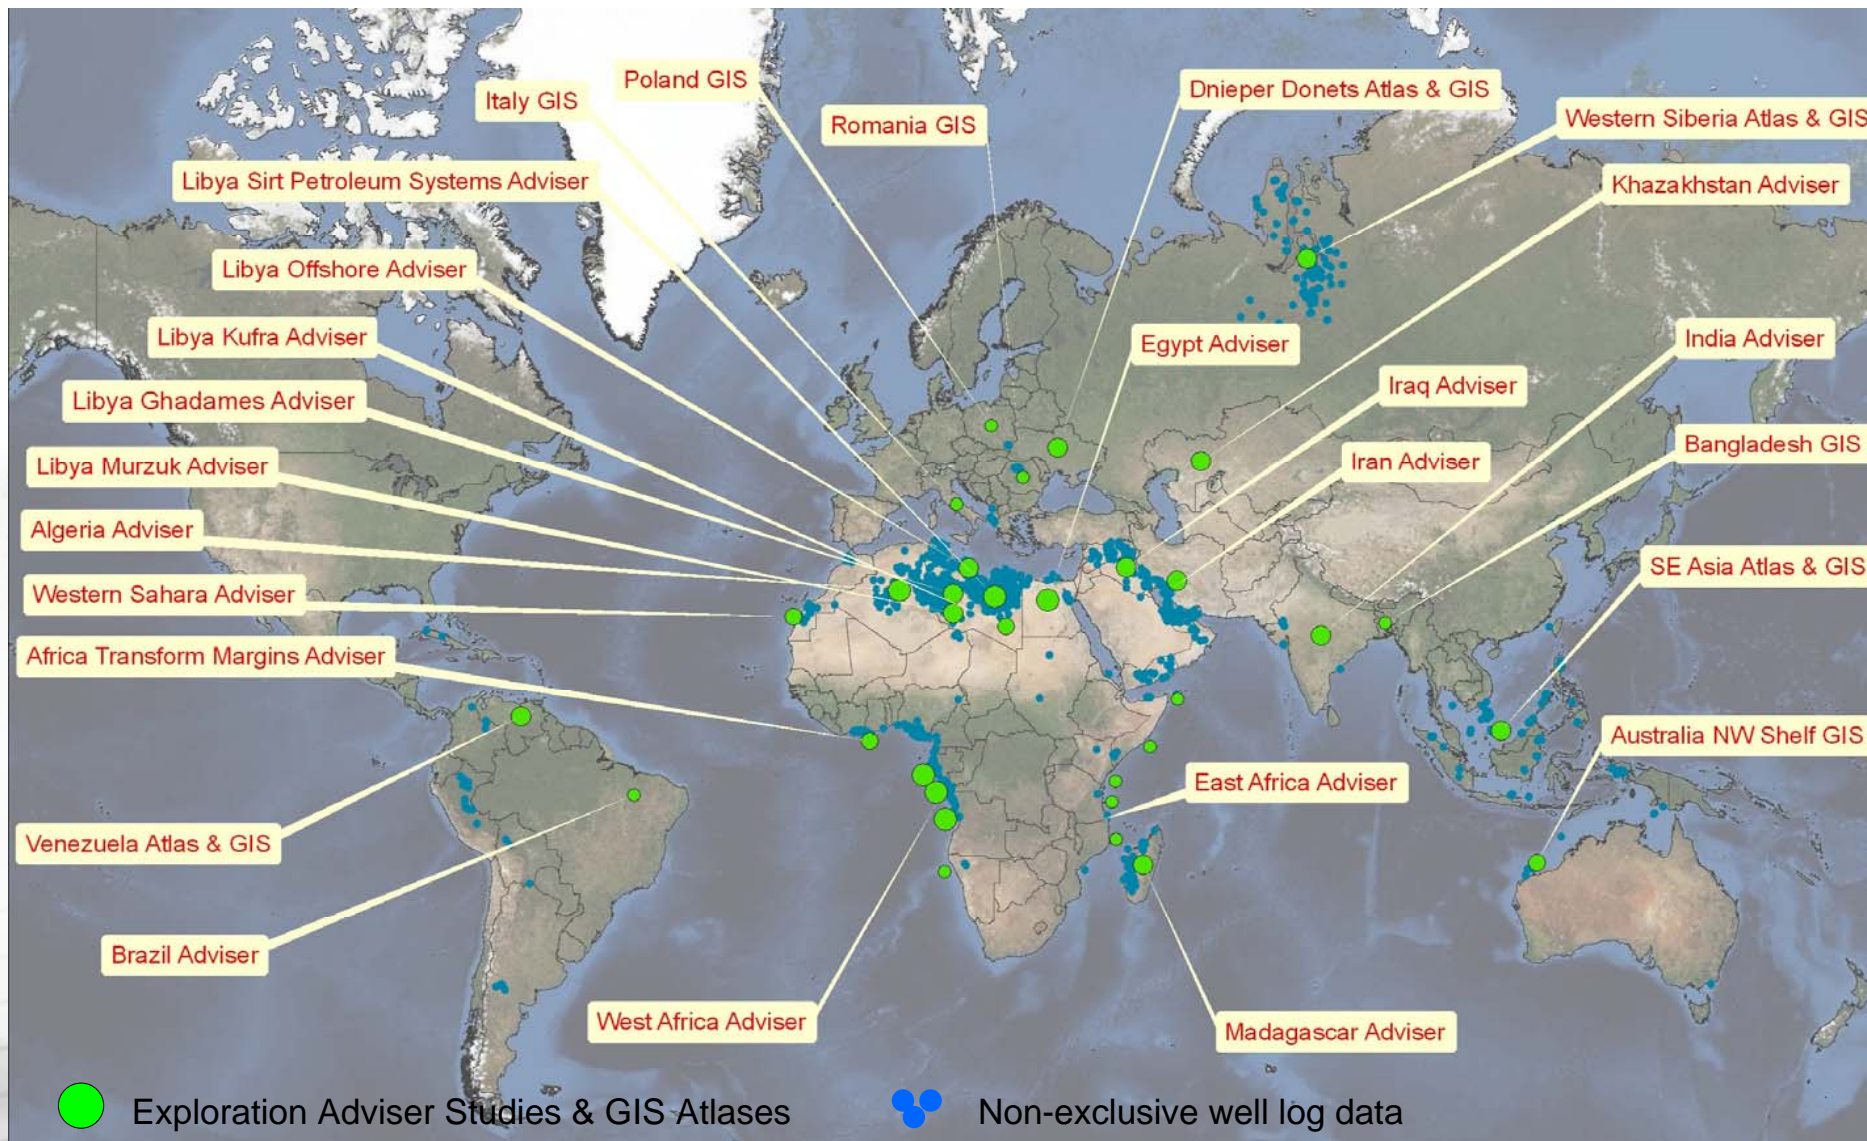 Poland GIS
Italy GIS
Dnieper Donets Atlas & GIS
Romania GIS
Western Siberia Atlas & GIS
Libya Sirt Petroleum Systems Adviser
Khazakhstan Adviser
Libya Offshore Adviser
Libya Kufra Adviser
Egypt Adviser
India Adviser
Libya Ghadames Adviser
Iraq Adviser
Libya Murzuk Adviser
Iran Adviser
Bangladesh GIS
Algeria Adviser
SE Asia Atlas & GIS
Western Sahara Adviser
Africa Transform Margins Adviser
Australia NW Shelf GIS
East Africa Adviser
Venezuela Atlas & GIS
Brazil Adviser
West Africa Adviser
Madagascar Adviser
Exploration Adviser Studies & GIS Atlases
Non-exclusive well log data